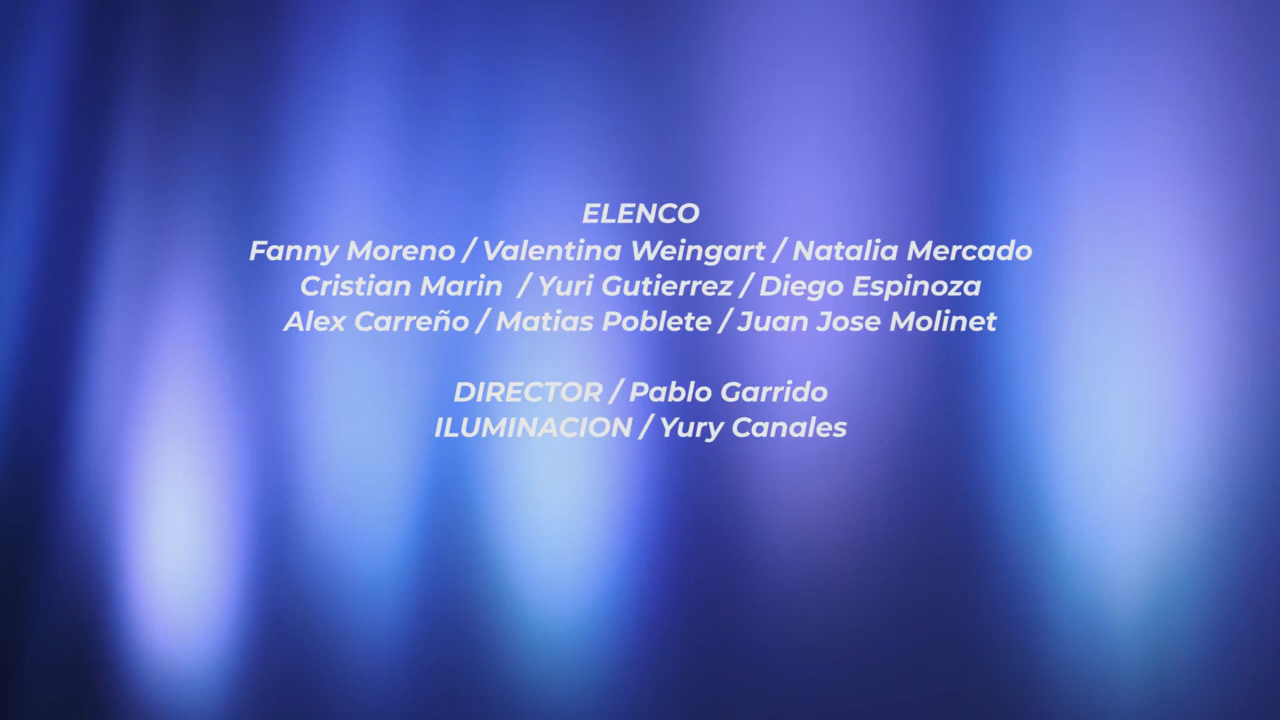 ELENCO
Fanny Moreno / Valentina Weingart / Natalia Mercado
Cristian Marin / Yuri Gutierrez / Diego Espinoza
Alex Carreño / Matias Poblete / Juan Jose Molinet
DIRECTOR / Pablo Garrido
ILUMINACION / Yury Canales